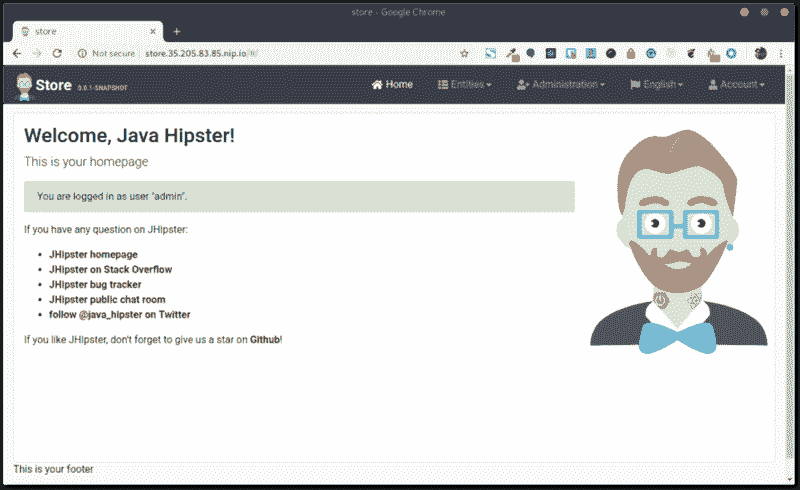 store - Google Chrome
store
Not secure store.35.205.83.85.nip.io/#/
Store 0.0.1-SNAPSHOT Home Entities Administration English Account
Welcome, Java Hipster!
This is your homepage
You are logged in as user "admin".
If you have any question on JHipster:
JHipster homepage
JHipster on Stack Overflow
JHipster bug tracker
JHipster public chat room
follow @java_hipster on Twitter
If you like JHipster, don't forget to give us a star on Github!
This is your footer